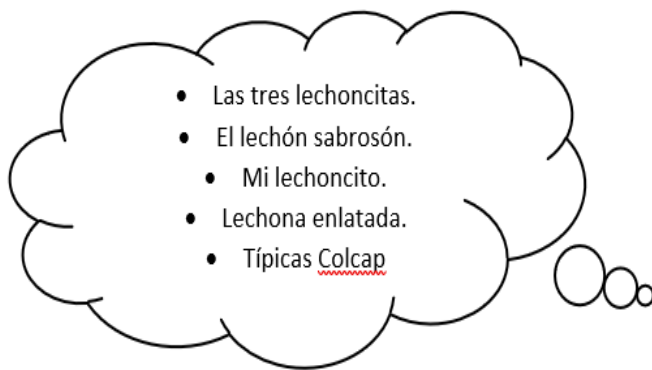 • Las tres lechoncitas.
• El lechón sabrosón.
• Mi lechoncito.
• Lechona enlatada.
• Típicas Colcap